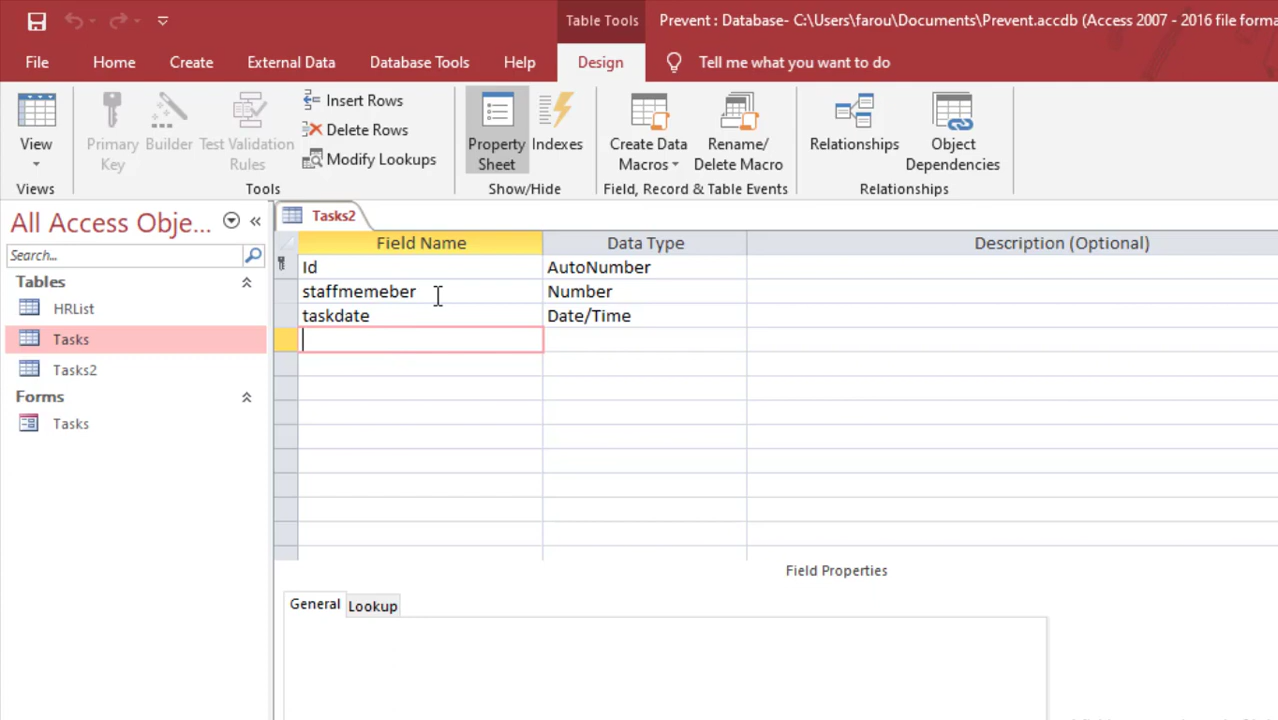 Table Tools
Prevent : Database- C:\Users\farou\Documents\Prevent.accdb (Access 2007 - 2016 file forma
File
Home
Create
External Data
Database Tools
Help
Design
Tell me what you want to do
View
Primary
Key
Builder
Test Validation
Rules
Insert Rows
Delete Rows
Modify Lookups
Property
Sheet
Indexes
Create Data
Macros
Rename/
Delete Macro
Relationships
Object
Dependencies
Views
Tools
Show/Hide
Field, Record & Table Events
Relationships
All Access Obje...
Search...
Tables
HRList
Tasks
Tasks2
Forms
Tasks
Tasks2
Field Name
Data Type
Description (Optional)
Id
AutoNumber
staffmemeber
Number
taskdate
Date/Time
Field Properties
General
Lookup